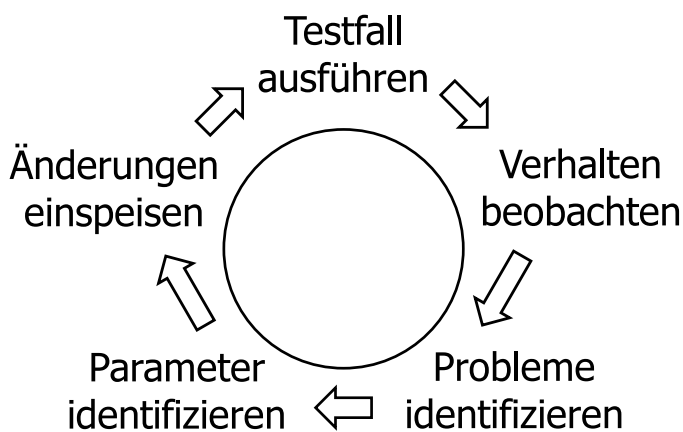 Testfall
ausführen
Verhalten
beobachten
Probleme
identifizieren
Parameter
identifizieren
Änderungen
einspeisen